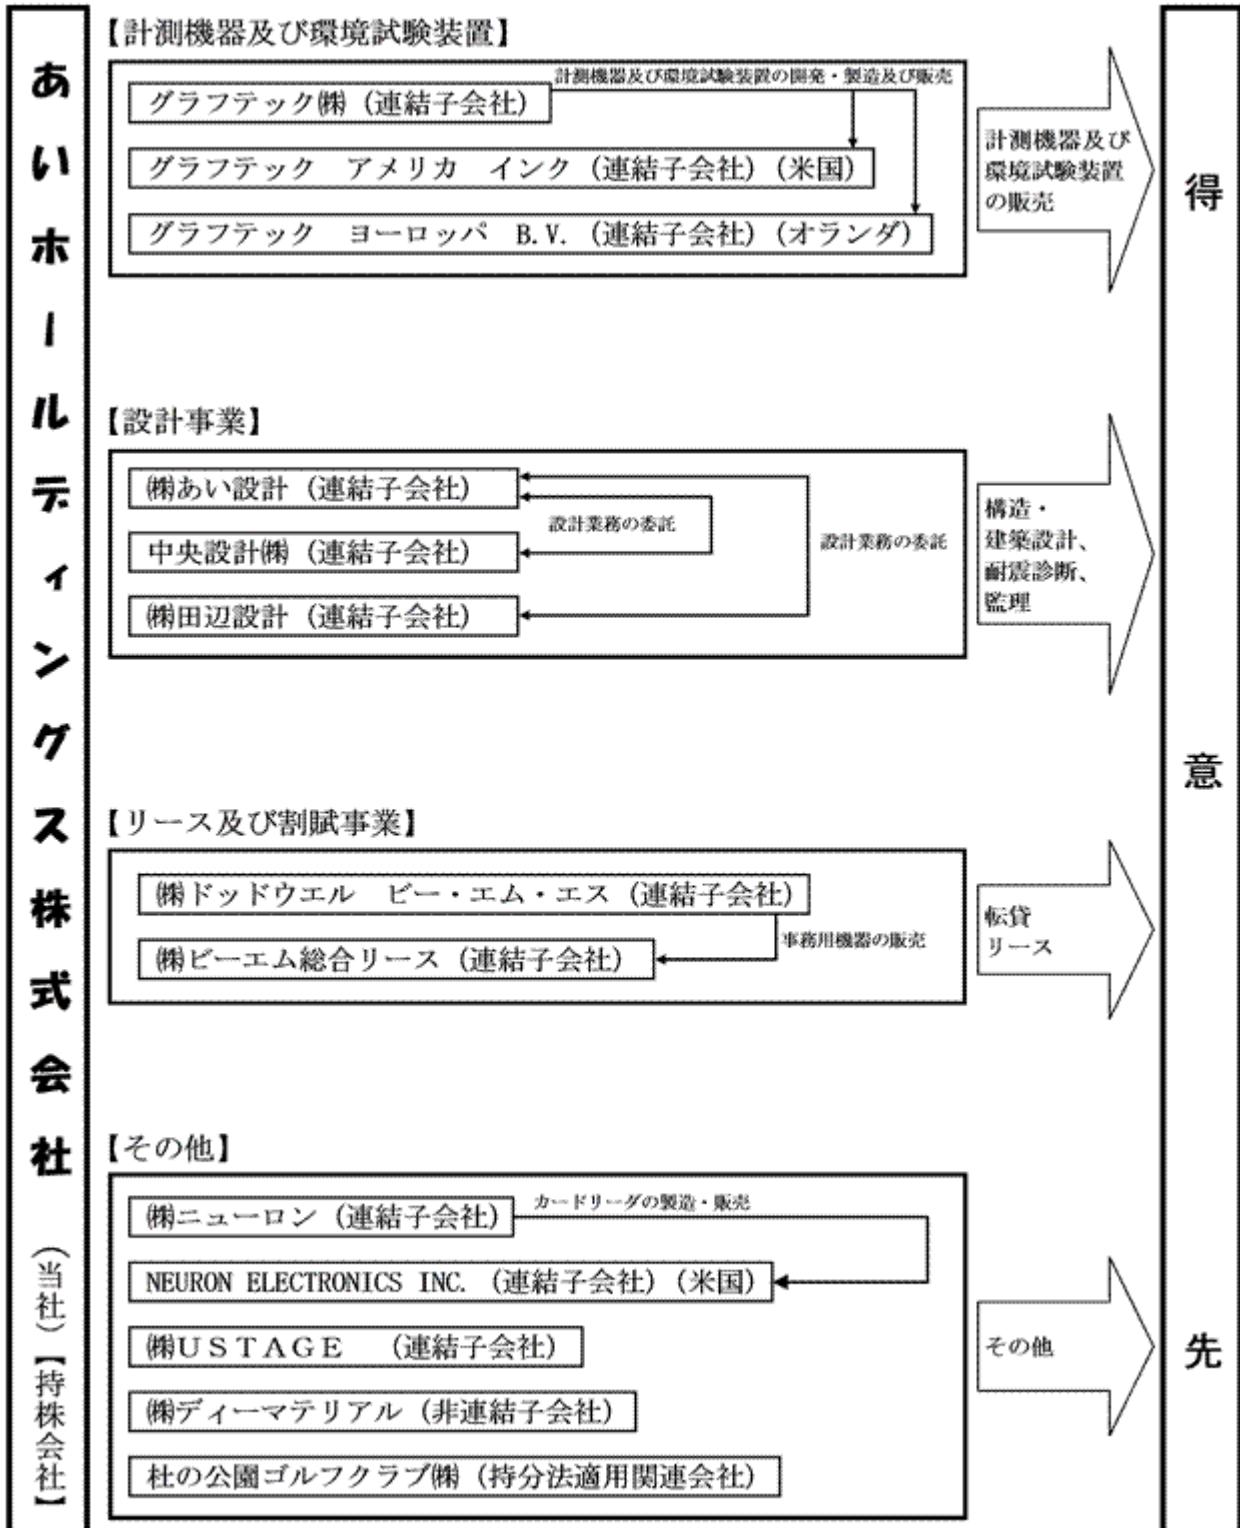 あいホールディングス株式会社
（当社）【持株会社】
【計測機器及び環境試験装置】
計測機器及び環境試験装置の開発・製造及び販売
グラフテック㈱（連結子会社）
グラフテック　アメリカ　インク（連結子会社）（米国）
グラフテック　ヨーロッパ　B.V.（連結子会社）（オランダ）
計測機器及び
環境試験装置
の販売
【設計事業】
㈱あい設計（連結子会社）
設計業務の委託
中央設計㈱（連結子会社）
設計業務の委託
㈱田辺設計（連結子会社）
構造・
建築設計、
耐震診断、
監理
【リース及び割賦事業】
㈱ドッドウエル　ビー・エム・エス（連結子会社）
事務用機器の販売
㈱ビーエム総合リース（連結子会社）
転貸
リース
【その他】
カードリーダの製造・販売
㈱ニューロン（連結子会社）
NEURON ELECTRONICS INC.（連結子会社）（米国）
㈱ＵＳＴＡＧＥ　（連結子会社）
㈱ディーマテリアル（非連結子会社）
杜の公園ゴルフクラブ㈱（持分法適用関連会社）
その他
得意先